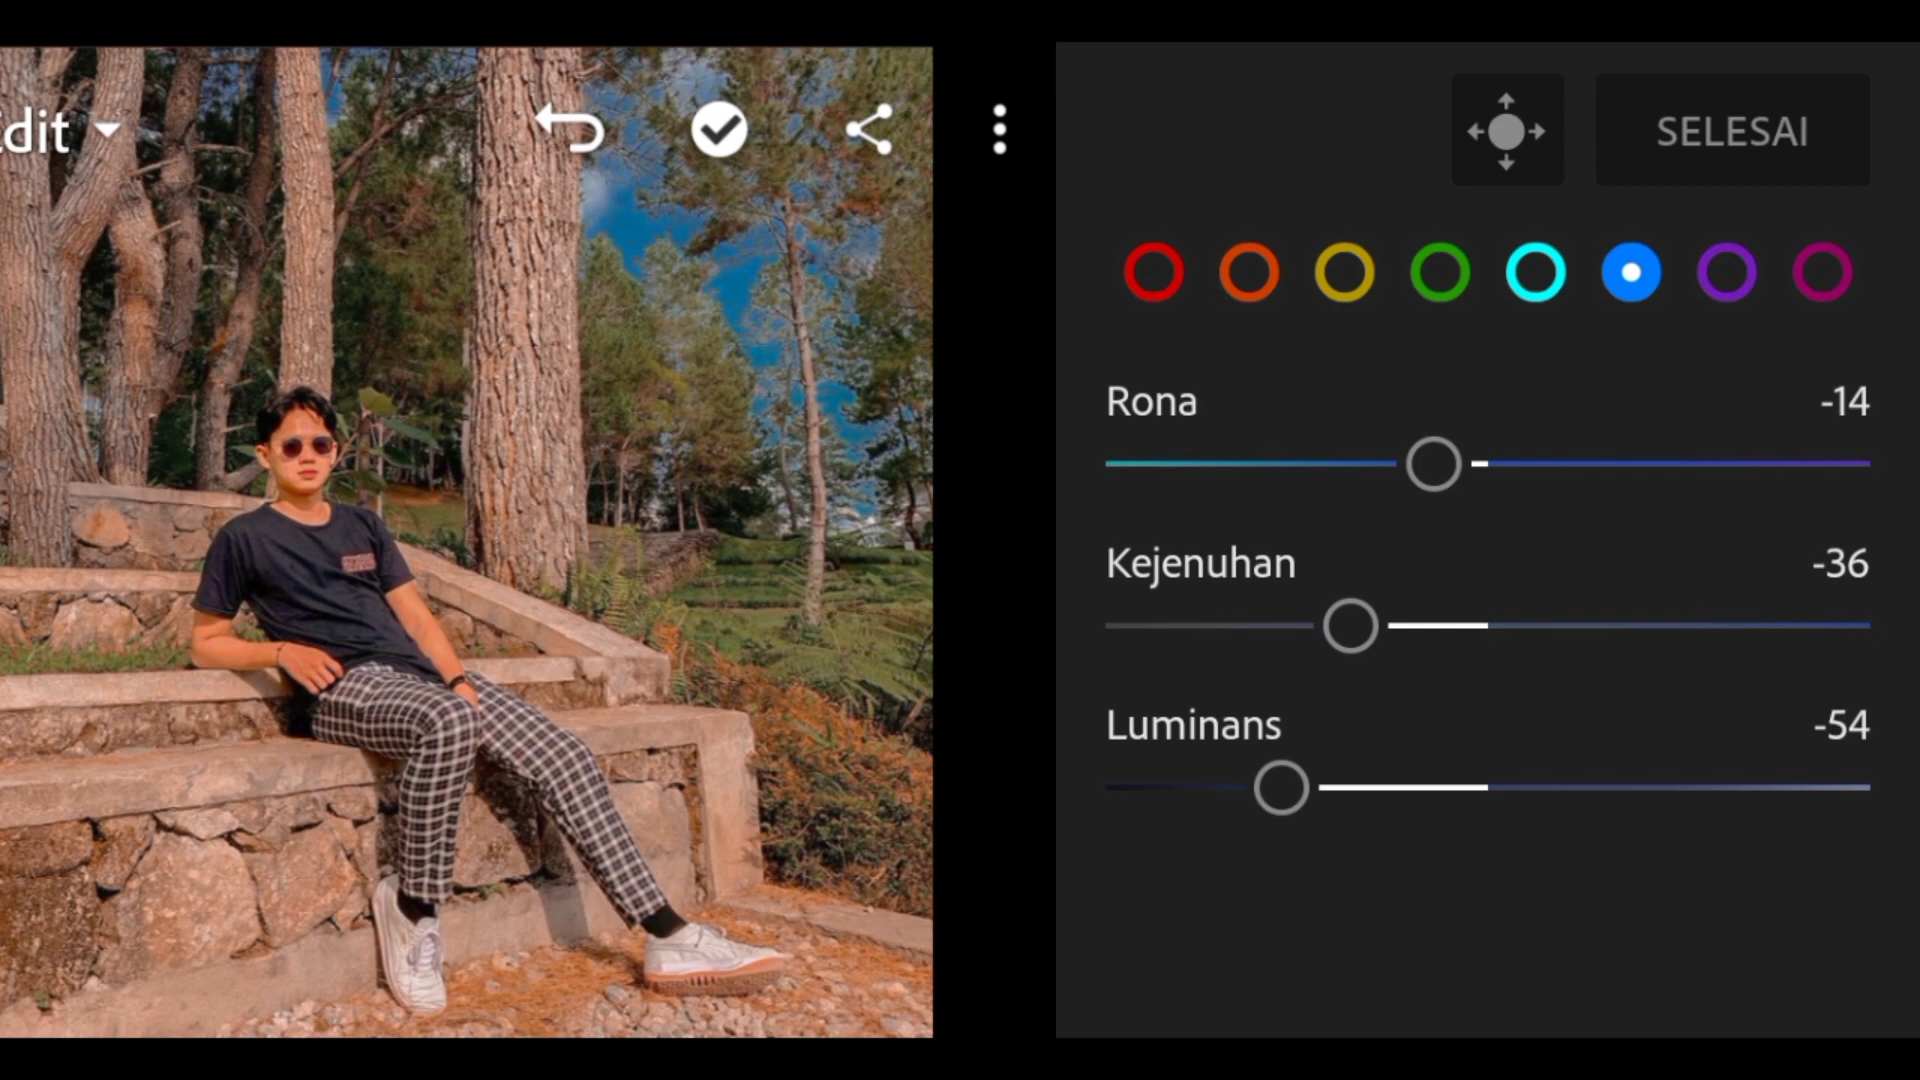 dit
SELESAI
Rona -14
Kejenuhan -36
Luminans -54